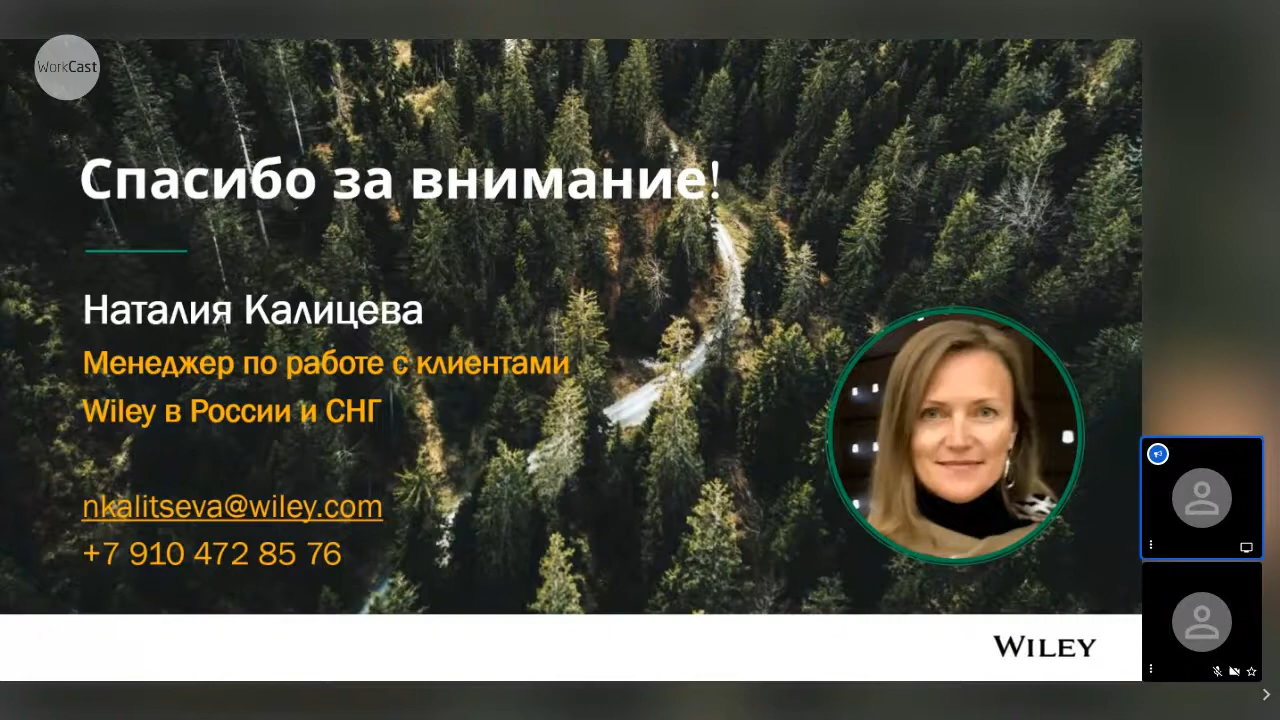 WorkCast
Спасибо за внимание!
Наталия Калицева
Менеджер по работе с клиентами
Wiley в России и СНГ
nkalitseva@wiley.com
+7 910 472 85 76
WILEY